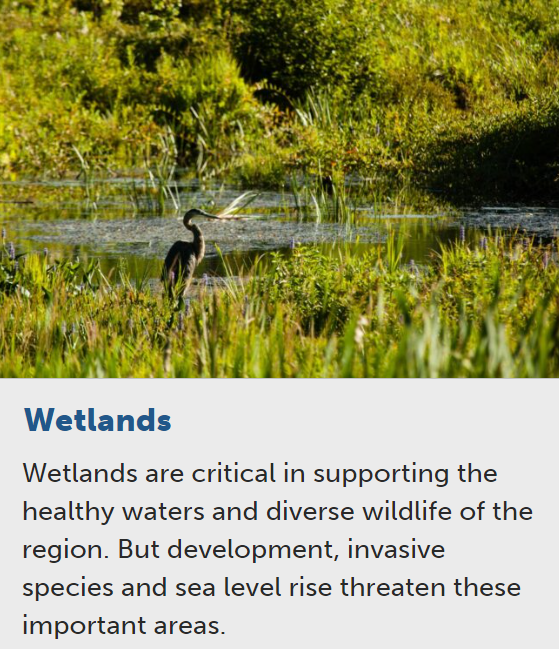 Wetlands
Wetlands are critical in supporting the
healthy waters and diverse wildlife of the
region. But development, invasive
species and sea level rise threaten these
important areas.